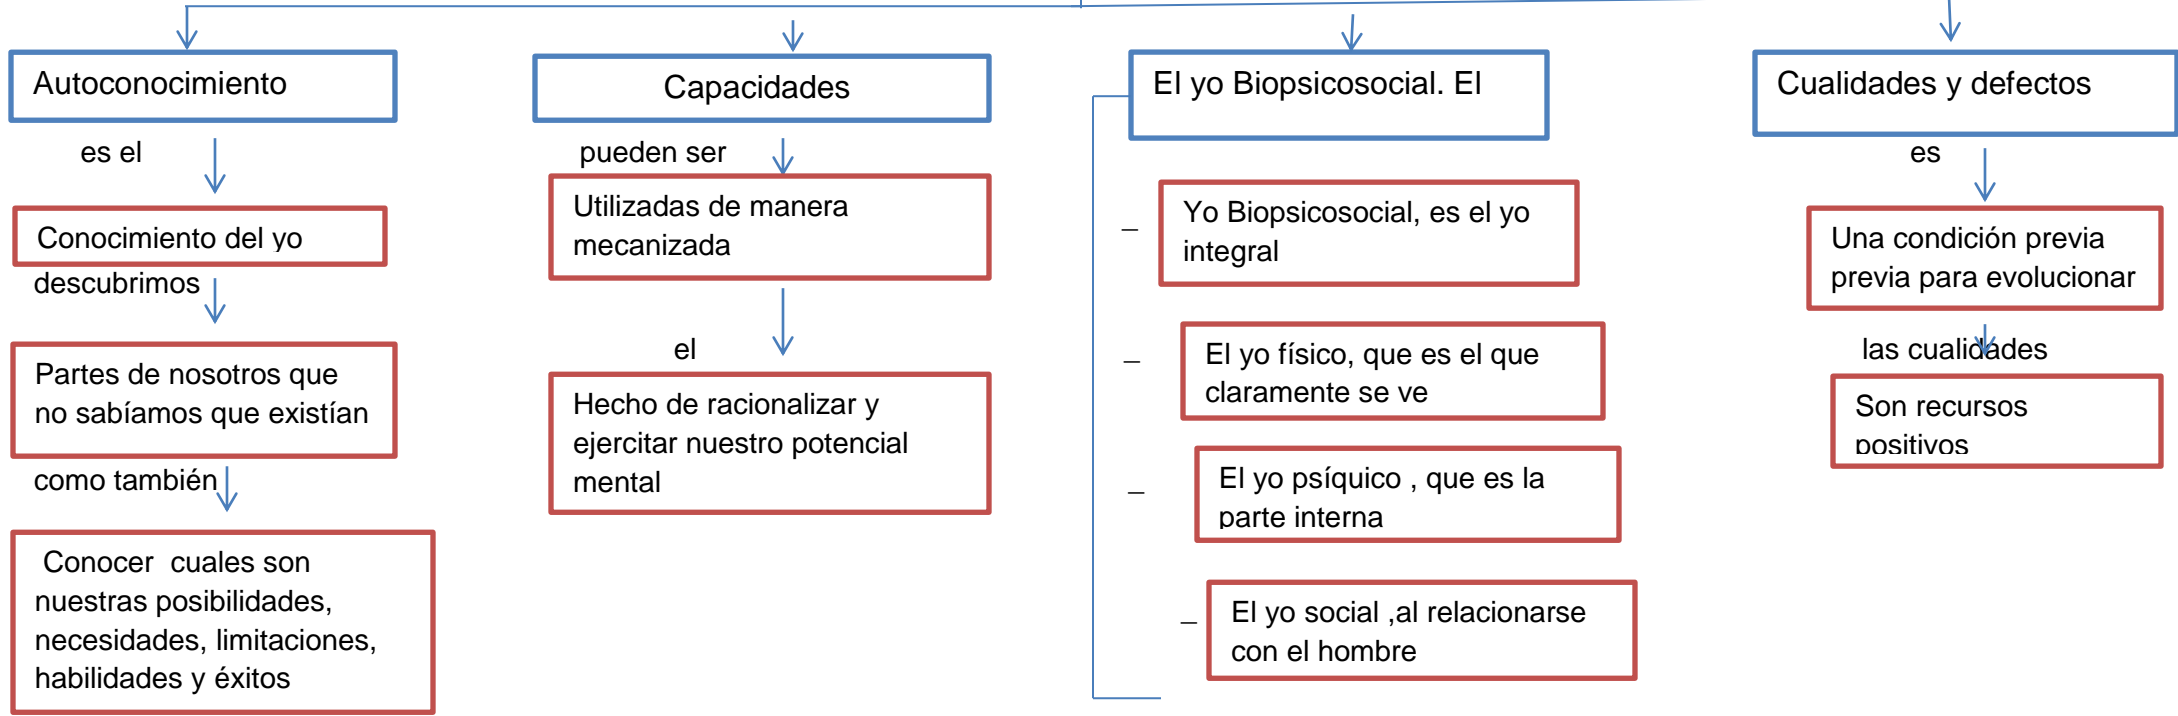 Autoconocimiento
es el
Conocimiento del yo
descubrimos
Partes de nosotros que
no sabíamos que existían
como también
Conocer  cuales son
nuestras posibilidades,
necesidades, limitaciones,
habilidades y éxitos
Capacidades
pueden ser
Utilizadas de manera
mecanizada
el
Hecho de racionalizar y
ejercitar nuestro potencial
mental
El yo Biopsicosocial. El
– Yo Biopsicosocial, es el yo
integral
– El yo físico, que es el que
claramente se ve
– El yo psíquico , que es la
parte interna
– El yo social ,al relacionarse
con el hombre
Cualidades y defectos
es
Una condición previa
previa para evolucionar
las cualidades
Son recursos
positivos